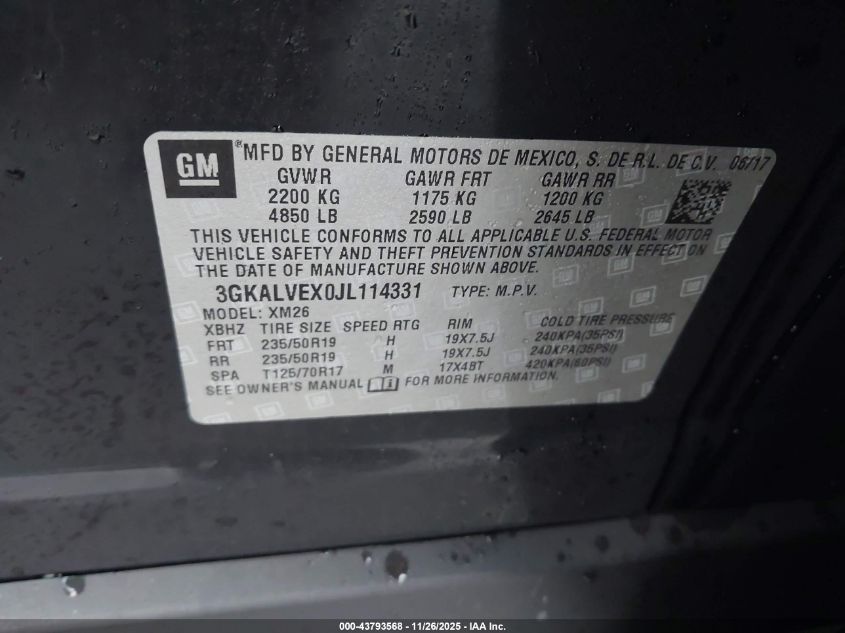 GM ® MFD BY GENERAL MOTORS DE MEXICO, S. DE R.L. DE C.V. 06/17
GVWR GAWR FRT GAWR RR
2200 KG 1175 KG 1200 KG
4850 LB 2590 LB 2645 LB
THIS VEHICLE CONFORMS TO ALL APPLICABLE U.S. FEDERAL MOTOR
VEHICLE SAFETY AND THEFT PREVENTION STANDARDS IN EFFECT ON
THE DATE OF MANUFACTURE SHOWN ABOVE.
3GKALVEX0JL114331 TYPE: M.P.V.
MODEL: XM26
XBHZ TIRE SIZE SPEED RTG RIM COLD TIRE PRESSURE
FRT 235/50R19 H 19X7.5J 240KPA(35PSI)
RR 235/50R19 H 19X7.5J 240KPA(35PSI)
SPA T125/70R17 M 17X4BT 420KPA(60PSI)
SEE OWNER'S MANUAL FOR MORE INFORMATION.
000-43793568 - 11/26/2025 - IAA Inc.